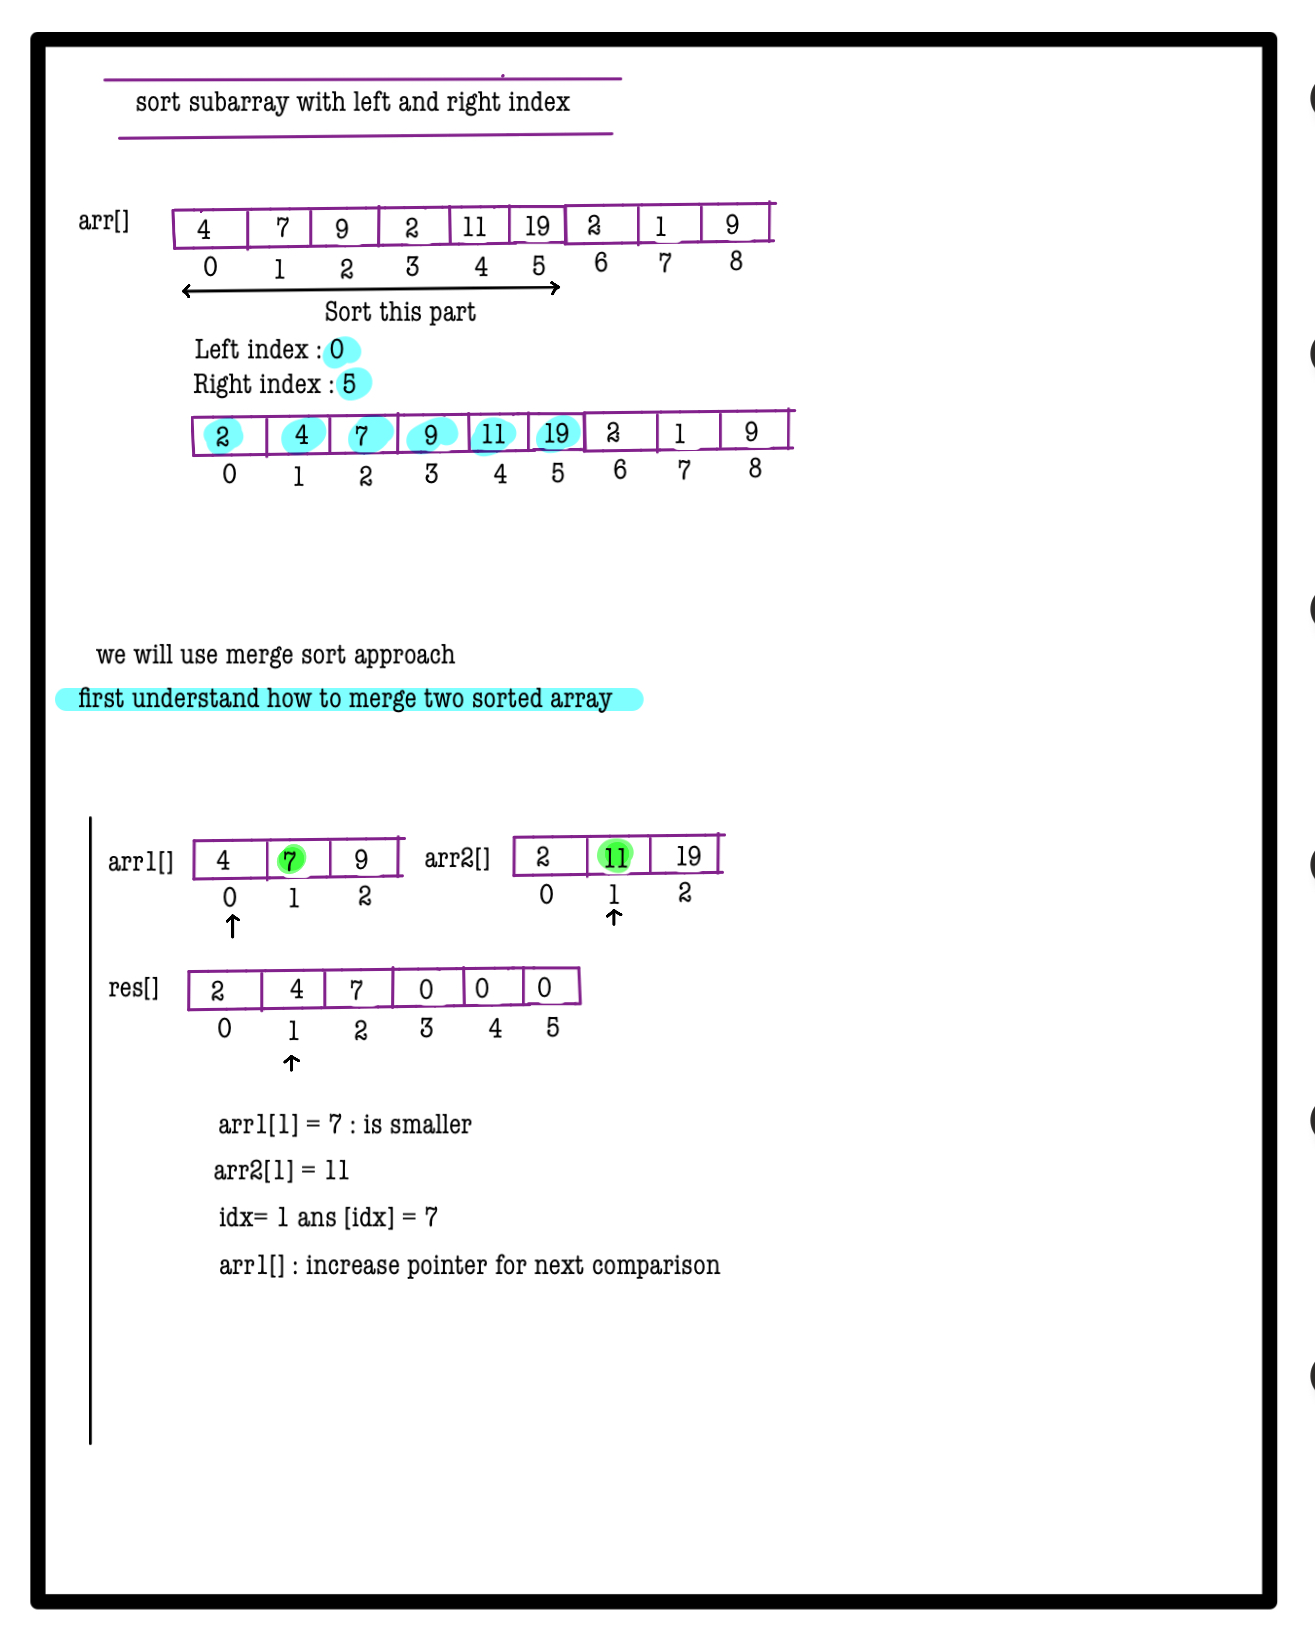 sort subarray with left and right index
arr[] 4 7 9 2 11 19 2 1 9
0 1 2 3 4 5 6 7 8
Sort this part
Left index : 0
Right index : 5
2 4 7 9 11 19 2 1 9
0 1 2 3 4 5 6 7 8
we will use merge sort approach
first understand how to merge two sorted array
arr1[] 4 7 9 arr2[] 2 11 19
0 1 2 0 1 2
res[] 2 4 7 0 0 0
0 1 2 3 4 5
arr1[1] = 7 : is smaller
arr2[1] = 11
idx= 1 ans [idx] = 7
arr1[] : increase pointer for next comparison